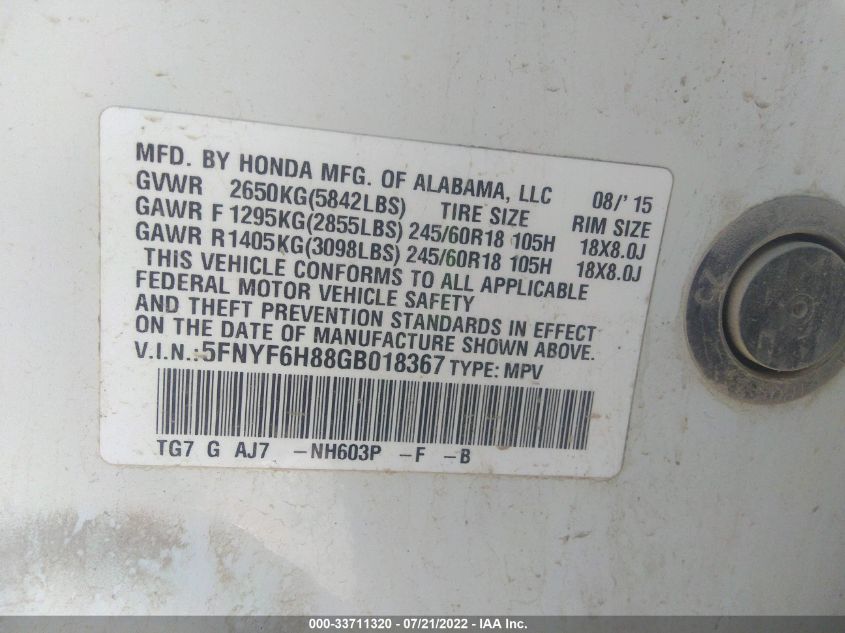 MFD. BY HONDA MFG. OF ALABAMA, LLC 08/'15
GVWR 2650KG(5842LBS) TIRE SIZE RIM SIZE
GAWR F 1295KG(2855LBS) 245/60R18 105H 18X8.0J
GAWR R 1405KG(3098LBS) 245/60R18 105H 18X8.0J
THIS VEHICLE CONFORMS TO ALL APPLICABLE
FEDERAL MOTOR VEHICLE SAFETY
AND THEFT PREVENTION STANDARDS IN EFFECT
ON THE DATE OF MANUFACTURE SHOWN ABOVE.
V.I.N.: 5FNYF6H88GB018367 TYPE: MPV
TG7 G AJ7 -NH603P -F -B
000-33711320 - 07/21/2022 - IAA Inc.